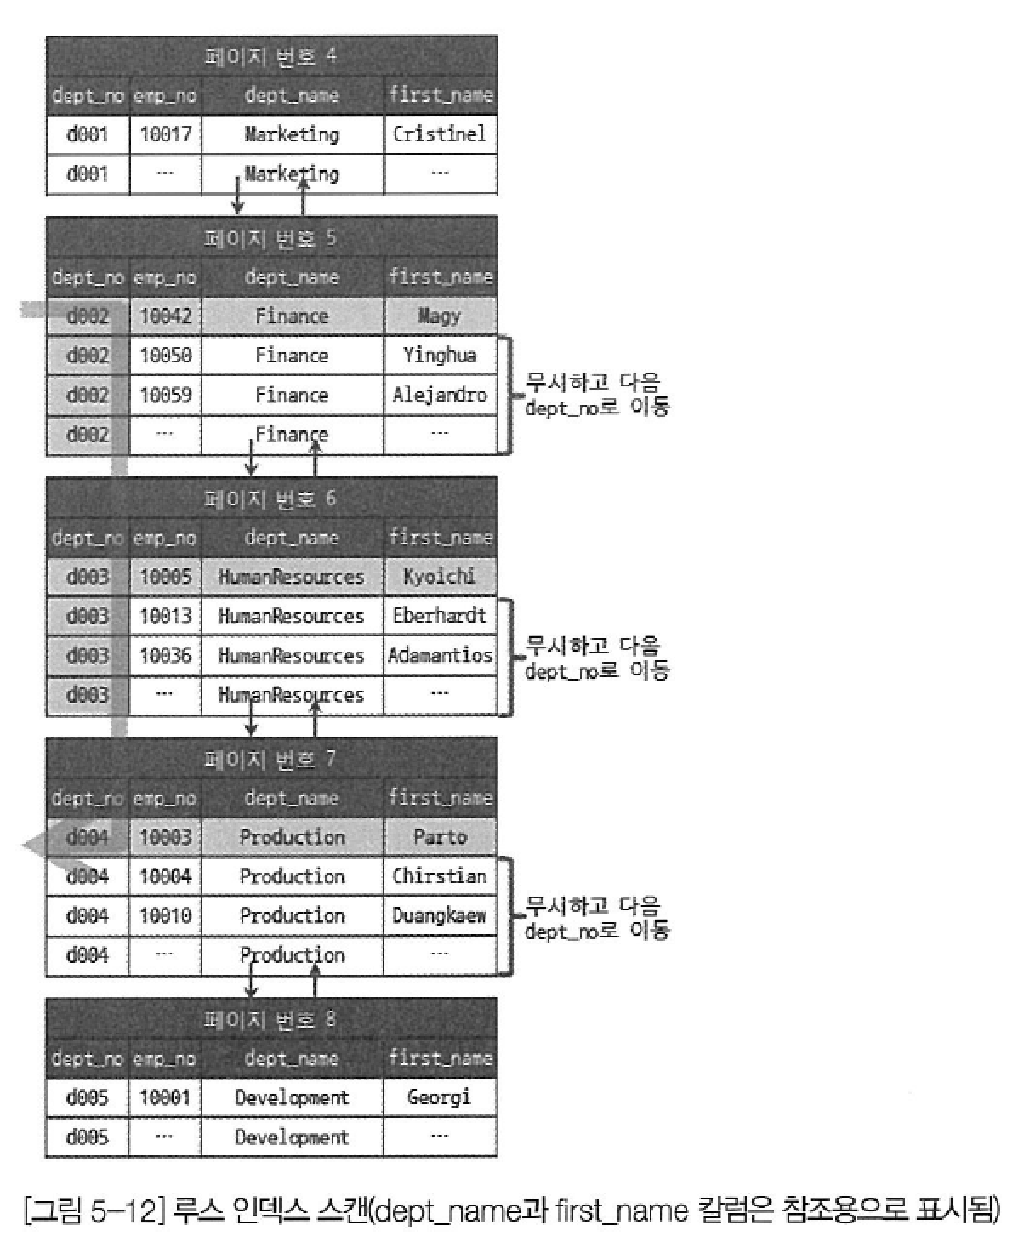 페이지 번호 4
dept_no emp_no dept_name first_name
d001 10017 Marketing Cristinel
d001 --- Marketing ---
페이지 번호 5
dept_no emp_no dept_name first_name
d002 10042 Finance Magy
d002 10050 Finance Yinghua
d002 10059 Finance Alejandro
d002 --- Finance ---
무시하고 다음
dept_no로 이동
페이지 번호 6
dept_no emp_no dept_name first_name
d003 10005 HumanResources Kyoichi
d003 10013 HumanResources Eberhardt
d003 10036 HumanResources Adamantios
d003 --- HumanResources ---
무시하고 다음
dept_no로 이동
페이지 번호 7
dept_no emp_no dept_name first_name
d004 10003 Production Parto
d004 10004 Production Chirstian
d004 10010 Production Duangkaew
d004 --- Production ---
무시하고 다음
dept_no로 이동
페이지 번호 8
dept_no emp_no dept_name first_name
d005 10001 Development Georgi
d005 --- Development ---
[그림 5-12] 루스 인덱스 스캔(dept_name과 first_name 칼럼은 참조용으로 표시됨)